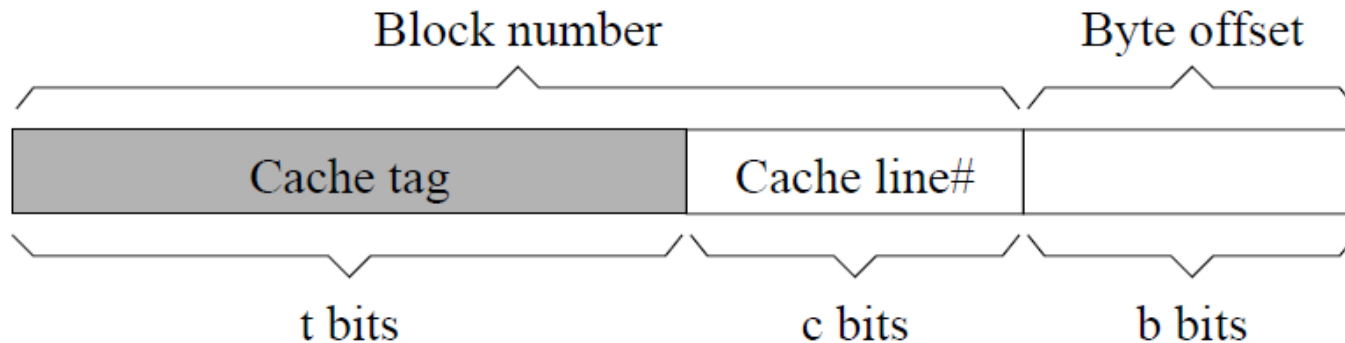 Block number Byte offset
Cache tag Cache line#
t bits c bits b bits